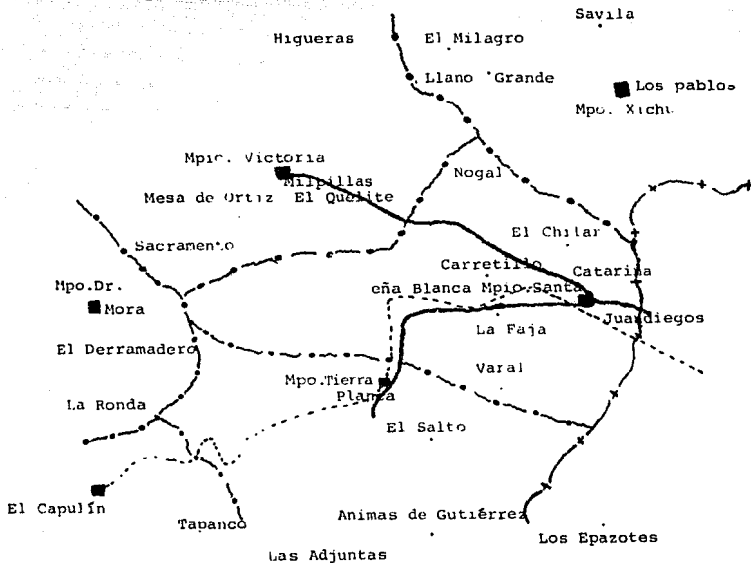 Savila
Higueras
El Milagro
Llano Grande
Los pablos
Mpo. Xichu
Mpio. Victoria
Milpillas
Nogal
Mesa de Ortiz
El Quelite
El Chilar
Sacramento
Carretillo
Catarina
Mpo.Dr.
Mora
eña Blanca
Mpio.Santa
Juandiegos
La Faja
El Derramadero
Varal
Mpo.Tierra
Planca
La Ronda
El Salto
El Capulín
Tapanco
Animas de Gutiérrez
Los Epazotes
Las Adjuntas